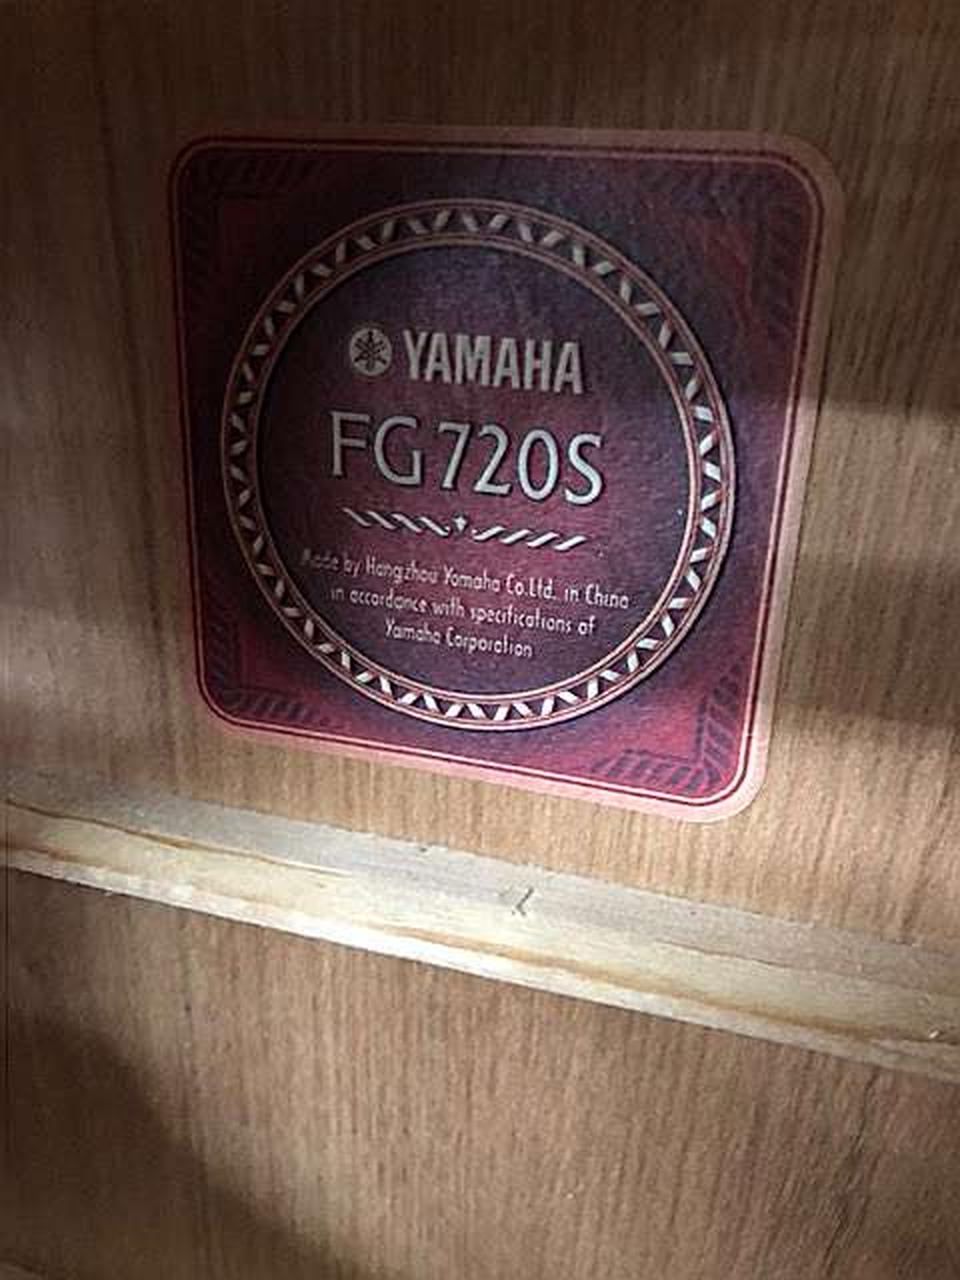 YAMAHA
FG720S
Made by Hangzhou Yamaha Co.Ltd. in China
in accordance with specifications of
Yamaha Corporation